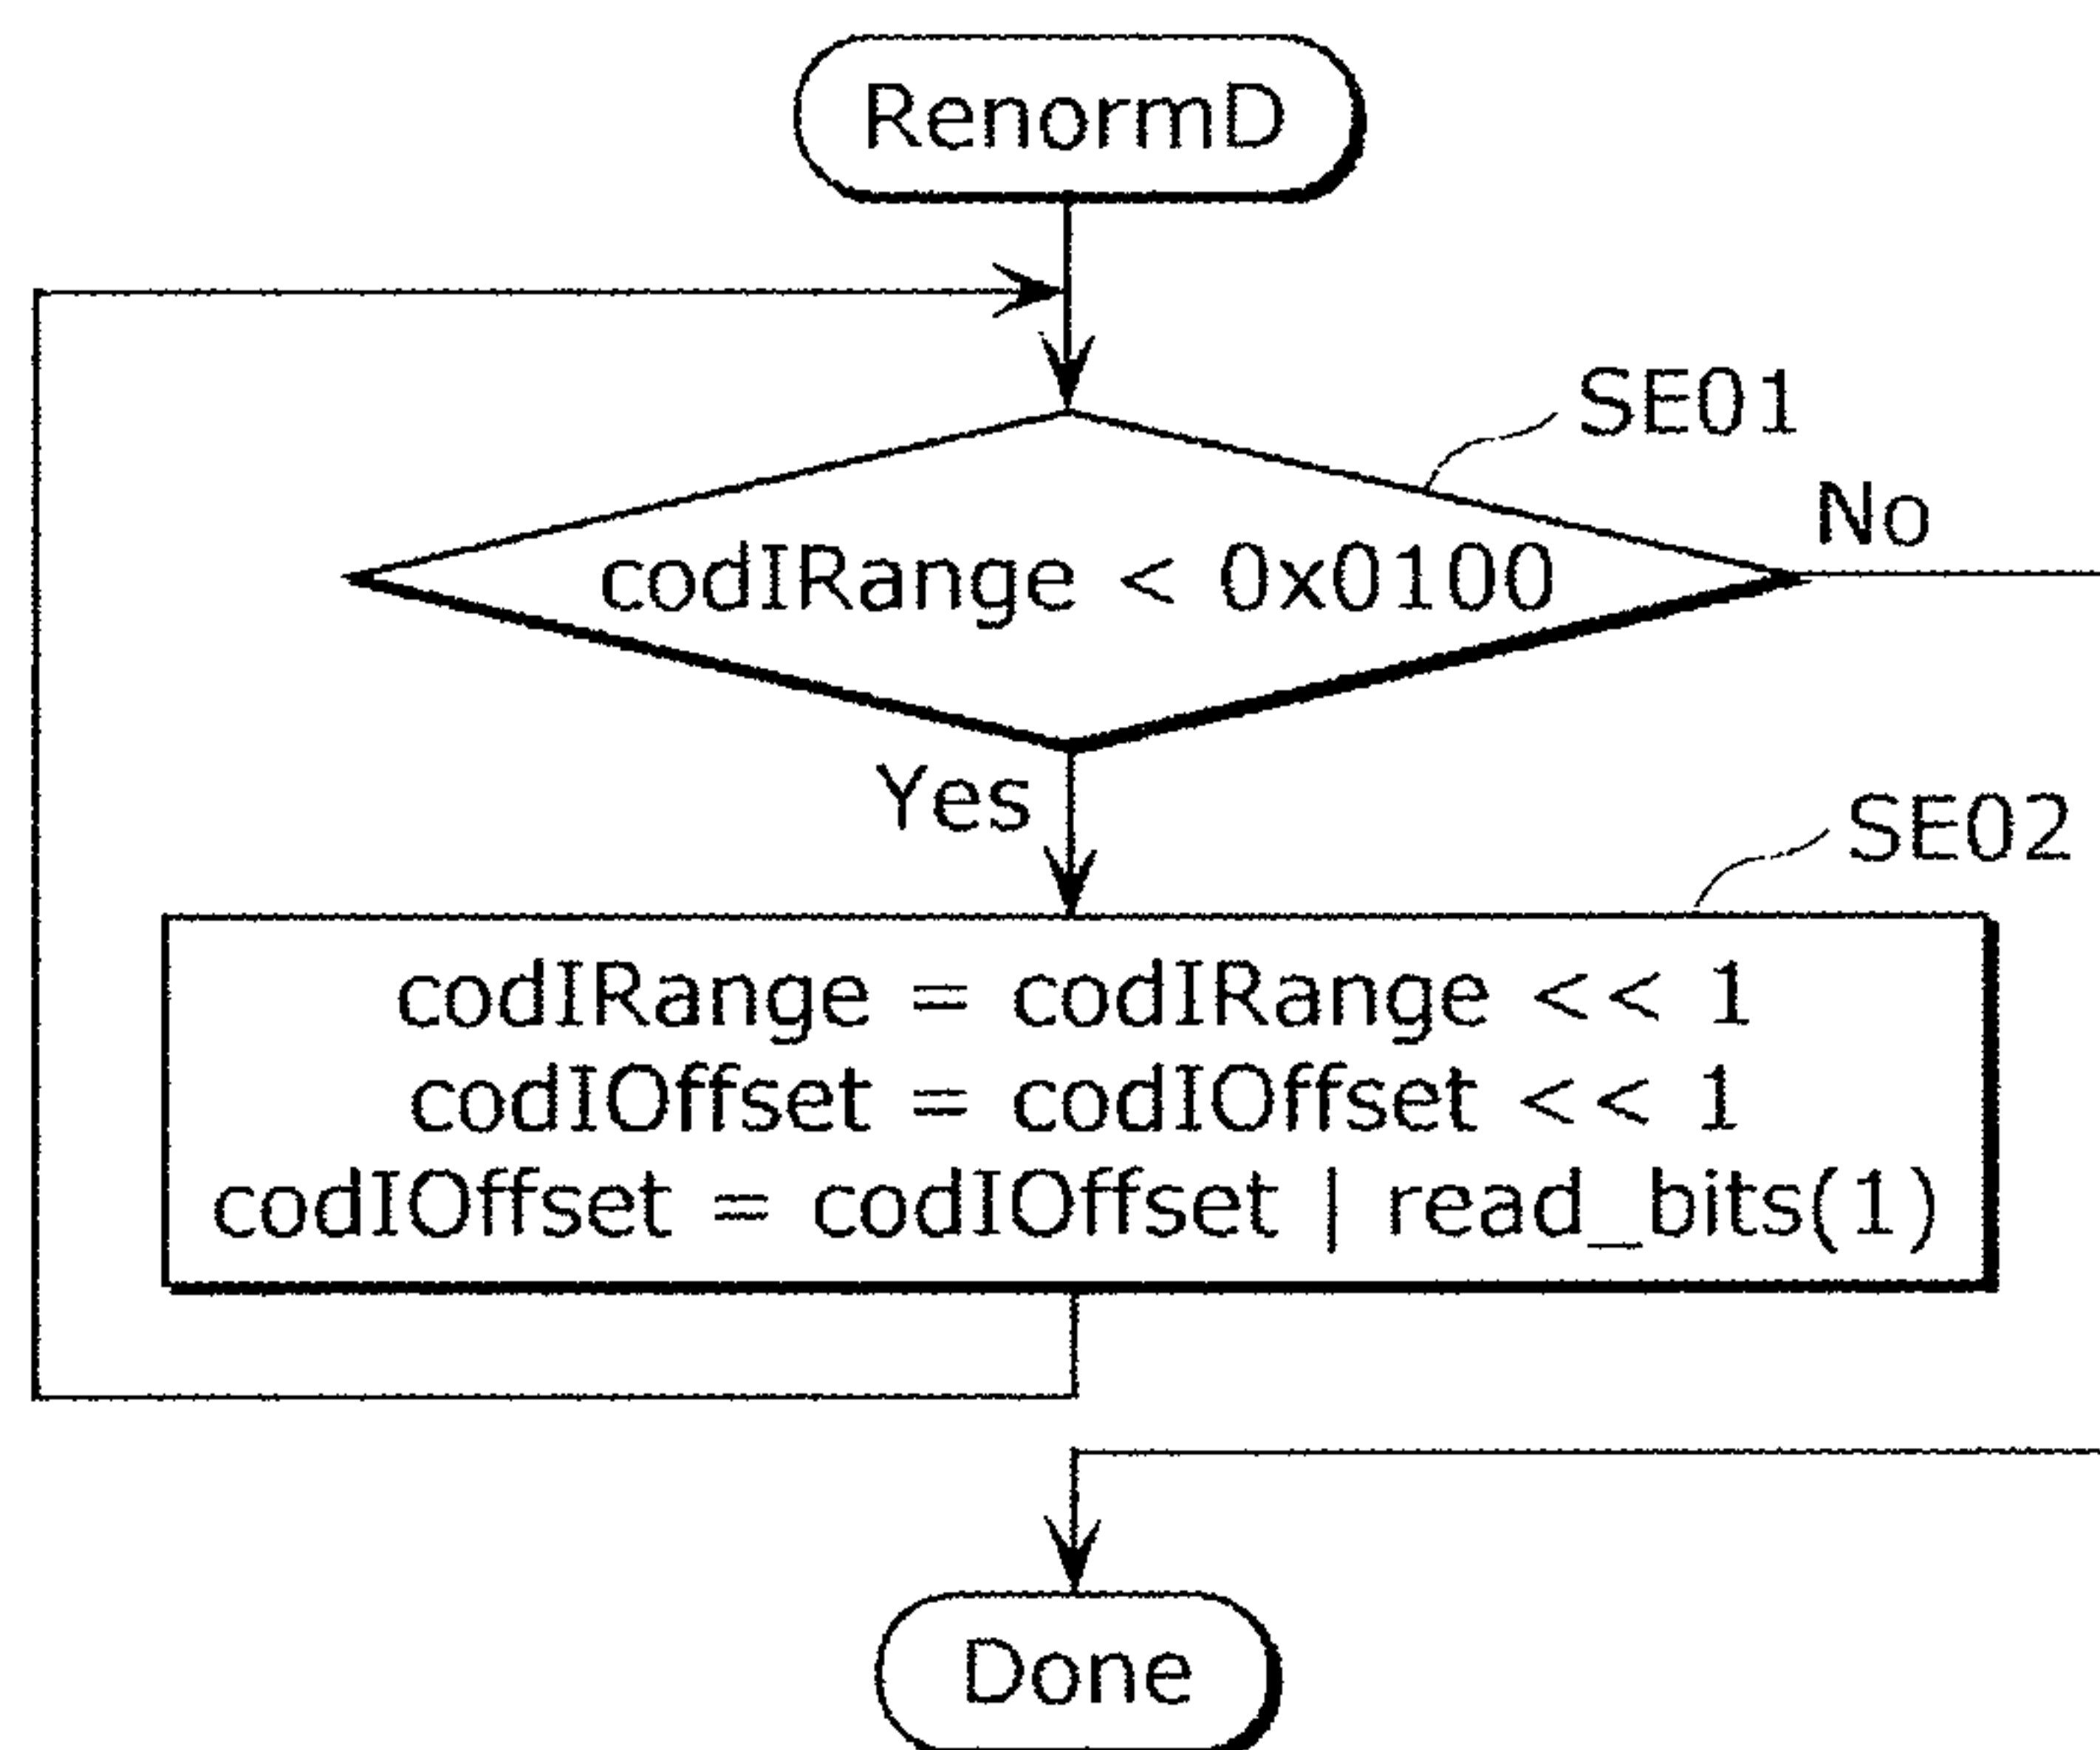 RenormD
SE01
No
codIRange < 0x0100
Yes
SE02
codIRange = codIRange << 1
codIOffset = codIOffset << 1
codIOffset = codIOffset | read_bits(1)
Done